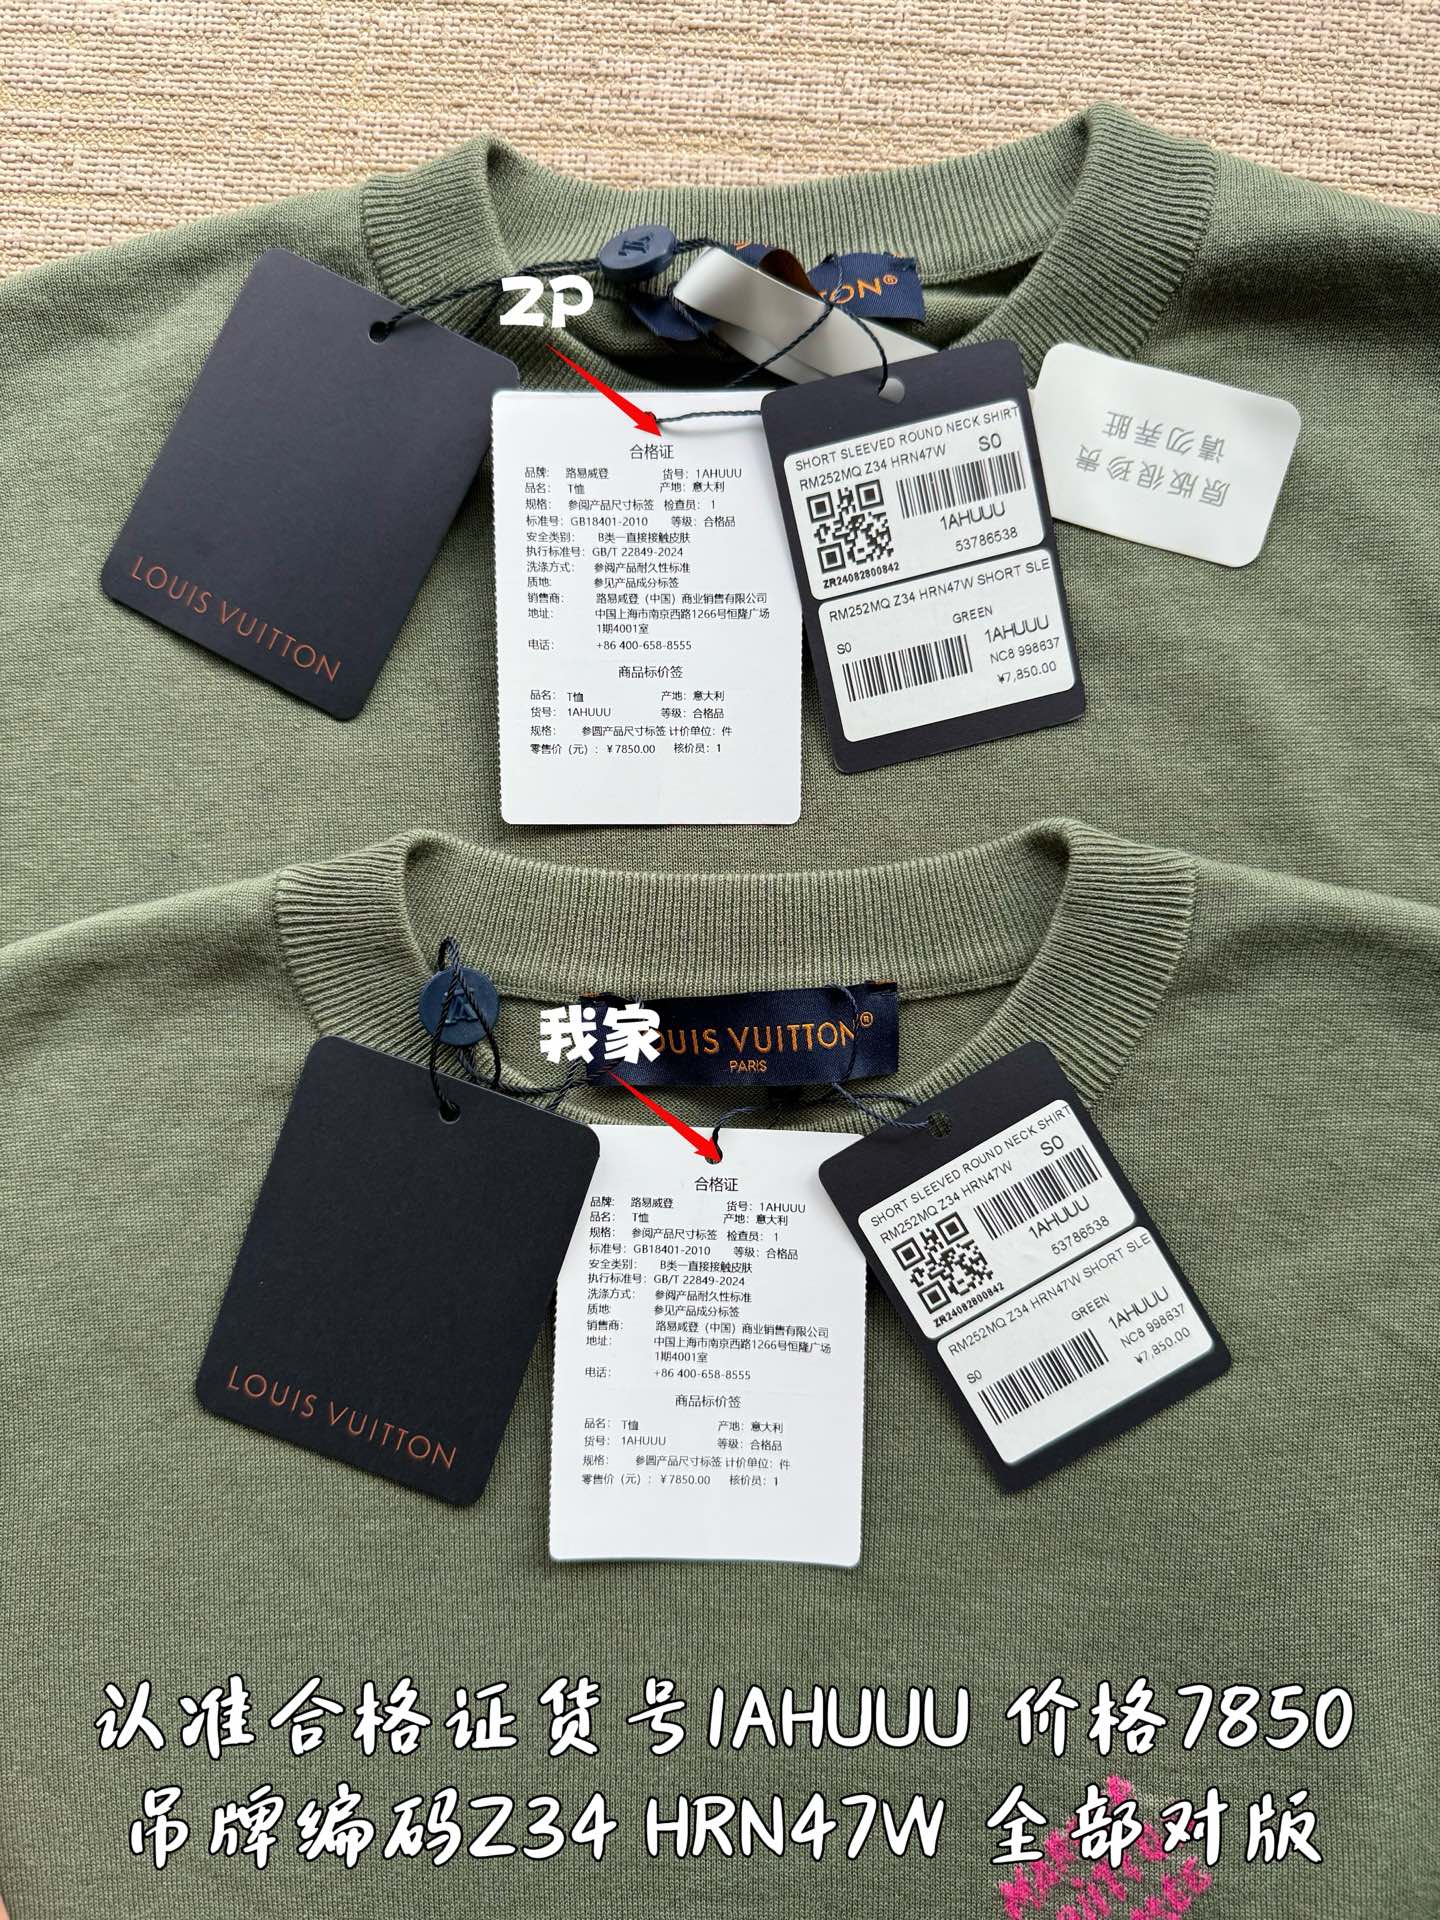 2P
LOUIS VUITTON
合格证
品牌: 路易威登 货号: 1AHUUU
品名: T恤 产地: 意大利
规格: 参阅产品尺寸标签 检查员: 1
标准号: GB18401-2010 等级: 合格品
安全类别: B类一直接接触皮肤
执行标准号: GB/T 22849-2024
洗涤方式: 参阅产品耐久性标准
质地: 参见产品成分标签
销售商: 路易威登（中国）商业销售有限公司
地址: 中国上海市南京西路1266号恒隆广场
1期4001室
电话: +86 400-658-8555
商品标价签
品名: T恤 产地: 意大利
货号: 1AHUUU 等级: 合格品
规格: 参圆产品尺寸标签 计价单位: 件
零售价（元）: ¥7850.00 核价员: 1
SHORT SLEEVED ROUND NECK SHIRT
RM252MQ Z34 HRN47W S0
1AHUUU
53786538
ZR24082800842
RM252MQ Z34 HRN47W SHORT SLE
GREEN
S0 1AHUUU
NC8 998637
¥7,850.00
原版很珍贵
请勿弄脏
我家
OUIS VUITTON®
PARIS
LOUIS VUITTON
合格证
品牌: 路易威登 货号: 1AHUUU
品名: T恤 产地: 意大利
规格: 参阅产品尺寸标签 检查员: 1
标准号: GB18401-2010 等级: 合格品
安全类别: B类一直接接触皮肤
执行标准号: GB/T 22849-2024
洗涤方式: 参阅产品耐久性标准
质地: 参见产品成分标签
销售商: 路易威登（中国）商业销售有限公司
地址: 中国上海市南京西路1266号恒隆广场
1期4001室
电话: +86 400-658-8555
商品标价签
品名: T恤 产地: 意大利
货号: 1AHUUU 等级: 合格品
规格: 参圆产品尺寸标签 计价单位: 件
零售价（元）: ¥7850.00 核价员: 1
SHORT SLEEVED ROUND NECK SHIRT
RM252MQ Z34 HRN47W S0
1AHUUU
53786538
ZR24082800842
RM252MQ Z34 HRN47W SHORT SLE
GREEN
S0 1AHUUU
NC8 998637
¥7,850.00
认准合格证货号1AHUUU 价格7850
吊牌编码Z34 HRN47W 全部对版